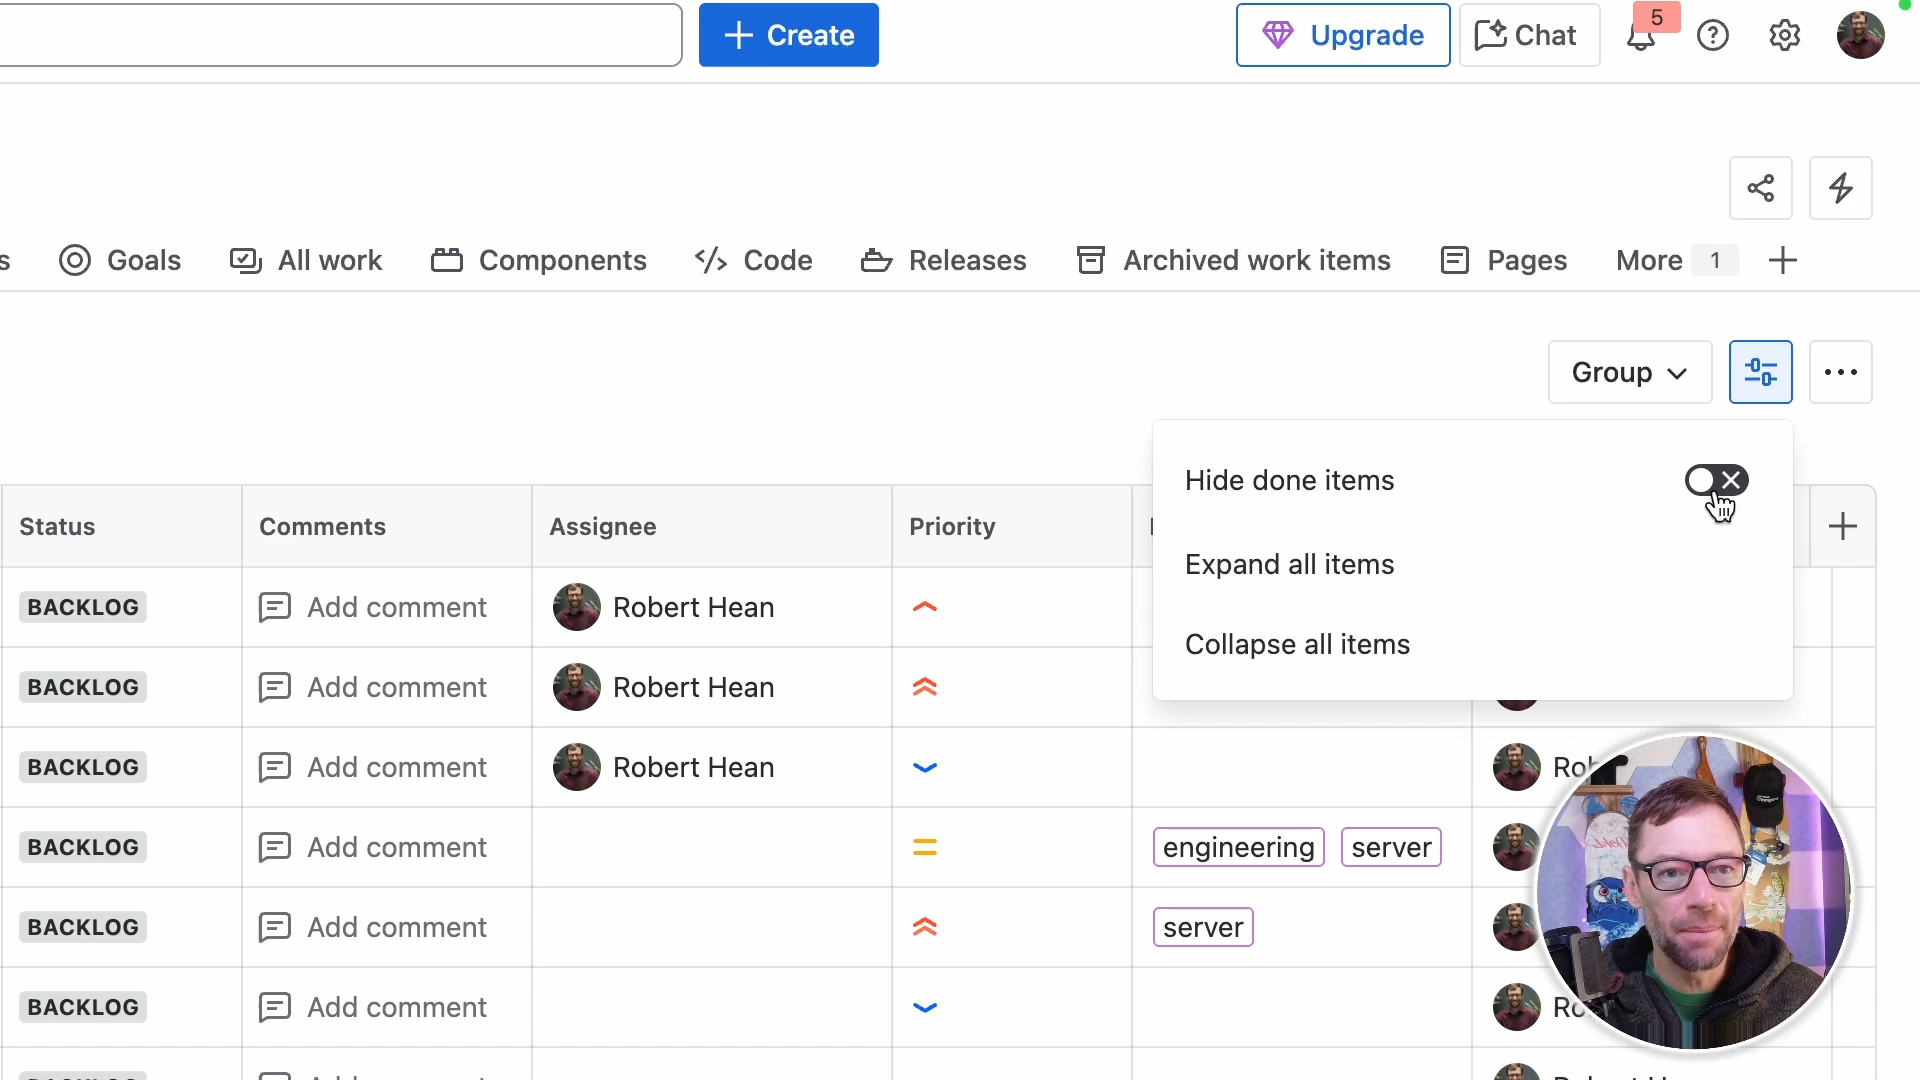 Create
Upgrade
Chat
5
s
Goals
All work
Components
Code
Releases
Archived work items
Pages
More 1
Group
Hide done items
Expand all items
Collapse all items
Status
Comments
Assignee
Priority
BACKLOG
Add comment
Robert Hean
BACKLOG
Add comment
Robert Hean
BACKLOG
Add comment
Robert Hean
BACKLOG
Add comment
engineering
server
BACKLOG
Add comment
server
BACKLOG
Add comment